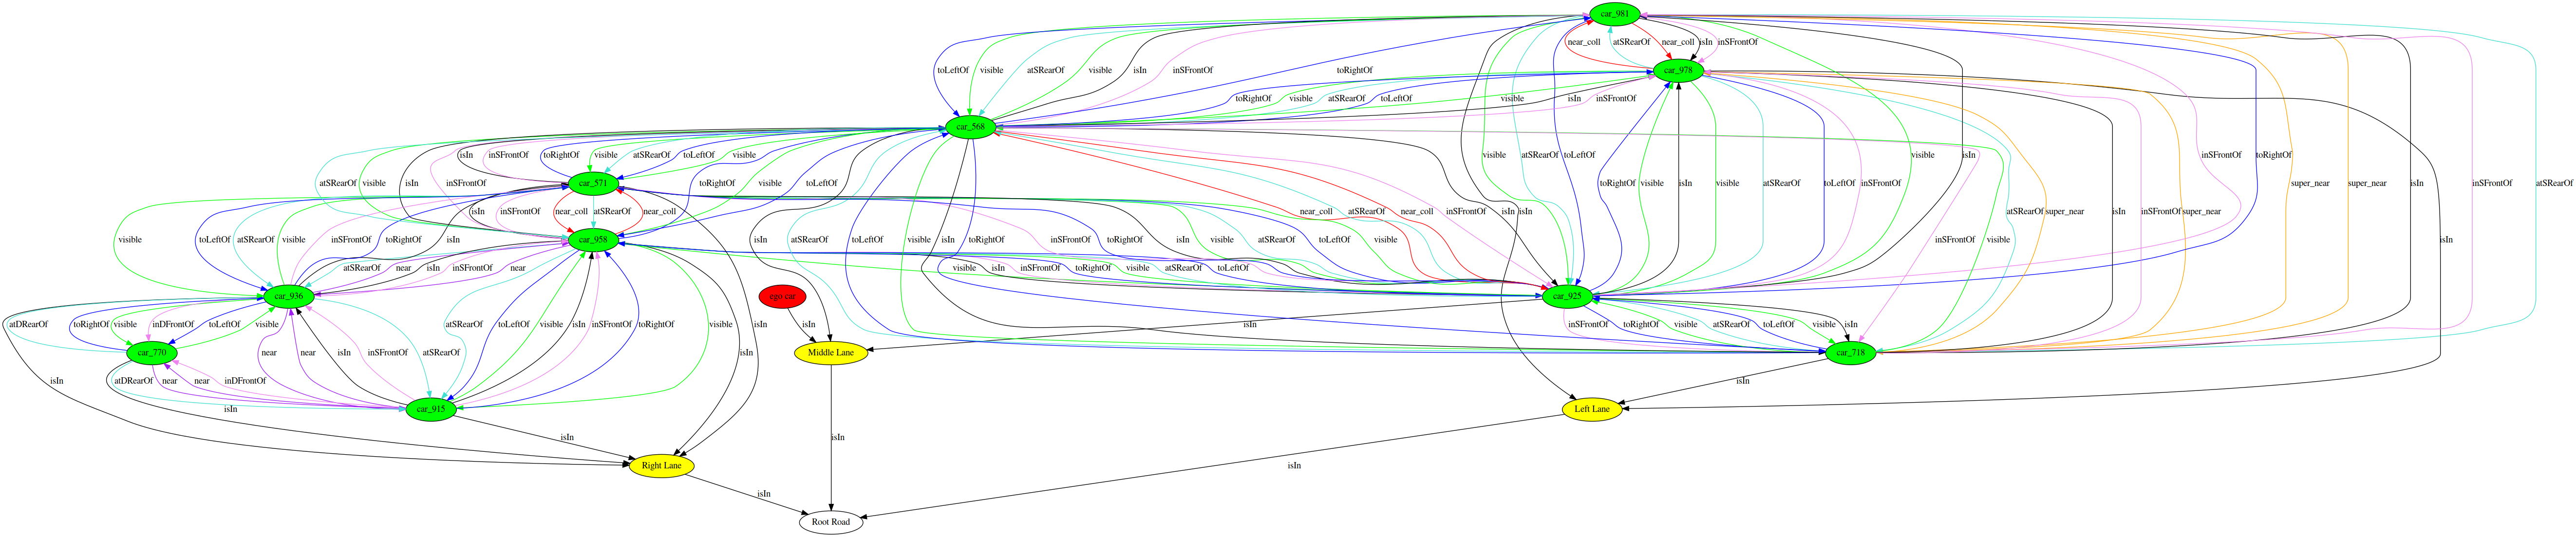 car_981
near_coll near_coll isIn inSFrontOf
atSRearOf
toLeftOf visible atSRearOf visible isIn inSFrontOf toRightOf
car_978
toRightOf visible atSRearOf toLeftOf isIn inSFrontOf visible
car_568
isIn inSFrontOf toRightOf visible atSRearOf toLeftOf visible
visible atSRearOf toLeftOf visible isIn inSFrontOf toRightOf
car_571
atSRearOf visible isIn inSFrontOf toRightOf visible toLeftOf
toRightOf visible isIn visible atSRearOf toLeftOf inSFrontOf
isIn inSFrontOf near_coll atSRearOf near_coll
near_coll atSRearOf near_coll inSFrontOf isIn isIn
super_near super_near isIn inSFrontOf atSRearOf
atSRearOf super_near isIn inSFrontOf super_near
car_958
visible toLeftOf atSRearOf visible inSFrontOf toRightOf isIn
isIn atSRearOf toLeftOf visible isIn toRightOf
inSFrontOf toRightOf isIn visible atSRearOf toLeftOf visible
inSFrontOf visible isIn
atSRearOf near isIn inSFrontOf near
visible isIn inSFrontOf toRightOf visible atSRearOf toLeftOf
car_936
ego car
car_925
atDRearOf toRightOf visible inDFrontOf toLeftOf visible
atSRearOf toLeftOf visible isIn inSFrontOf toRightOf visible
isIn isIn
inSFrontOf toRightOf visible atSRearOf toLeftOf visible isIn
car_770
near near isIn inSFrontOf atSRearOf
isIn
Middle Lane
car_718
isIn atDRearOf near near inDFrontOf
isIn
isIn
car_915
Left Lane
isIn
isIn
isIn
Right Lane
isIn
isIn
Root Road